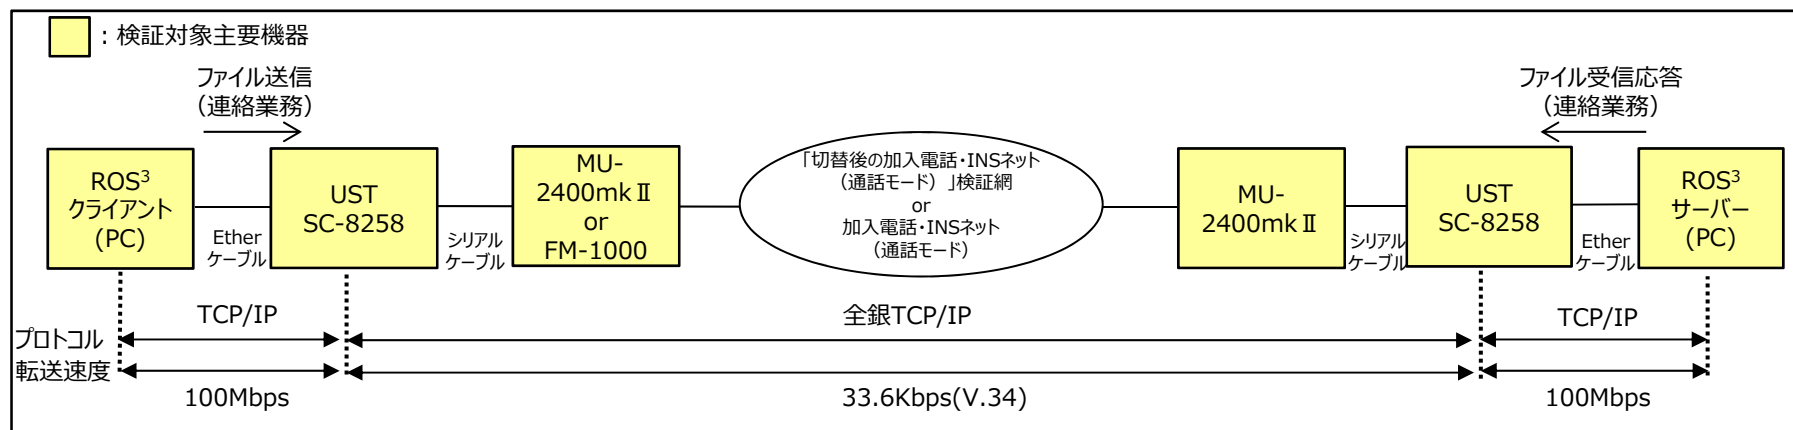 ：検証対象主要機器
ファイル送信
（連絡業務）
ファイル受信応答
（連絡業務）
ROS³
クライアント
(PC)
Ether
ケーブル
UST
SC-8258
シリアル
ケーブル
MU-
2400mkⅡ
or
FM-1000
「切替後の加入電話・INSネット
（通話モード）」検証網
or
加入電話・INSネット
（通話モード）
MU-
2400mkⅡ
シリアル
ケーブル
UST
SC-8258
Ether
ケーブル
ROS³
サーバー
(PC)
プロトコル
TCP/IP
全銀TCP/IP
TCP/IP
転送速度
100Mbps
33.6Kbps(V.34)
100Mbps